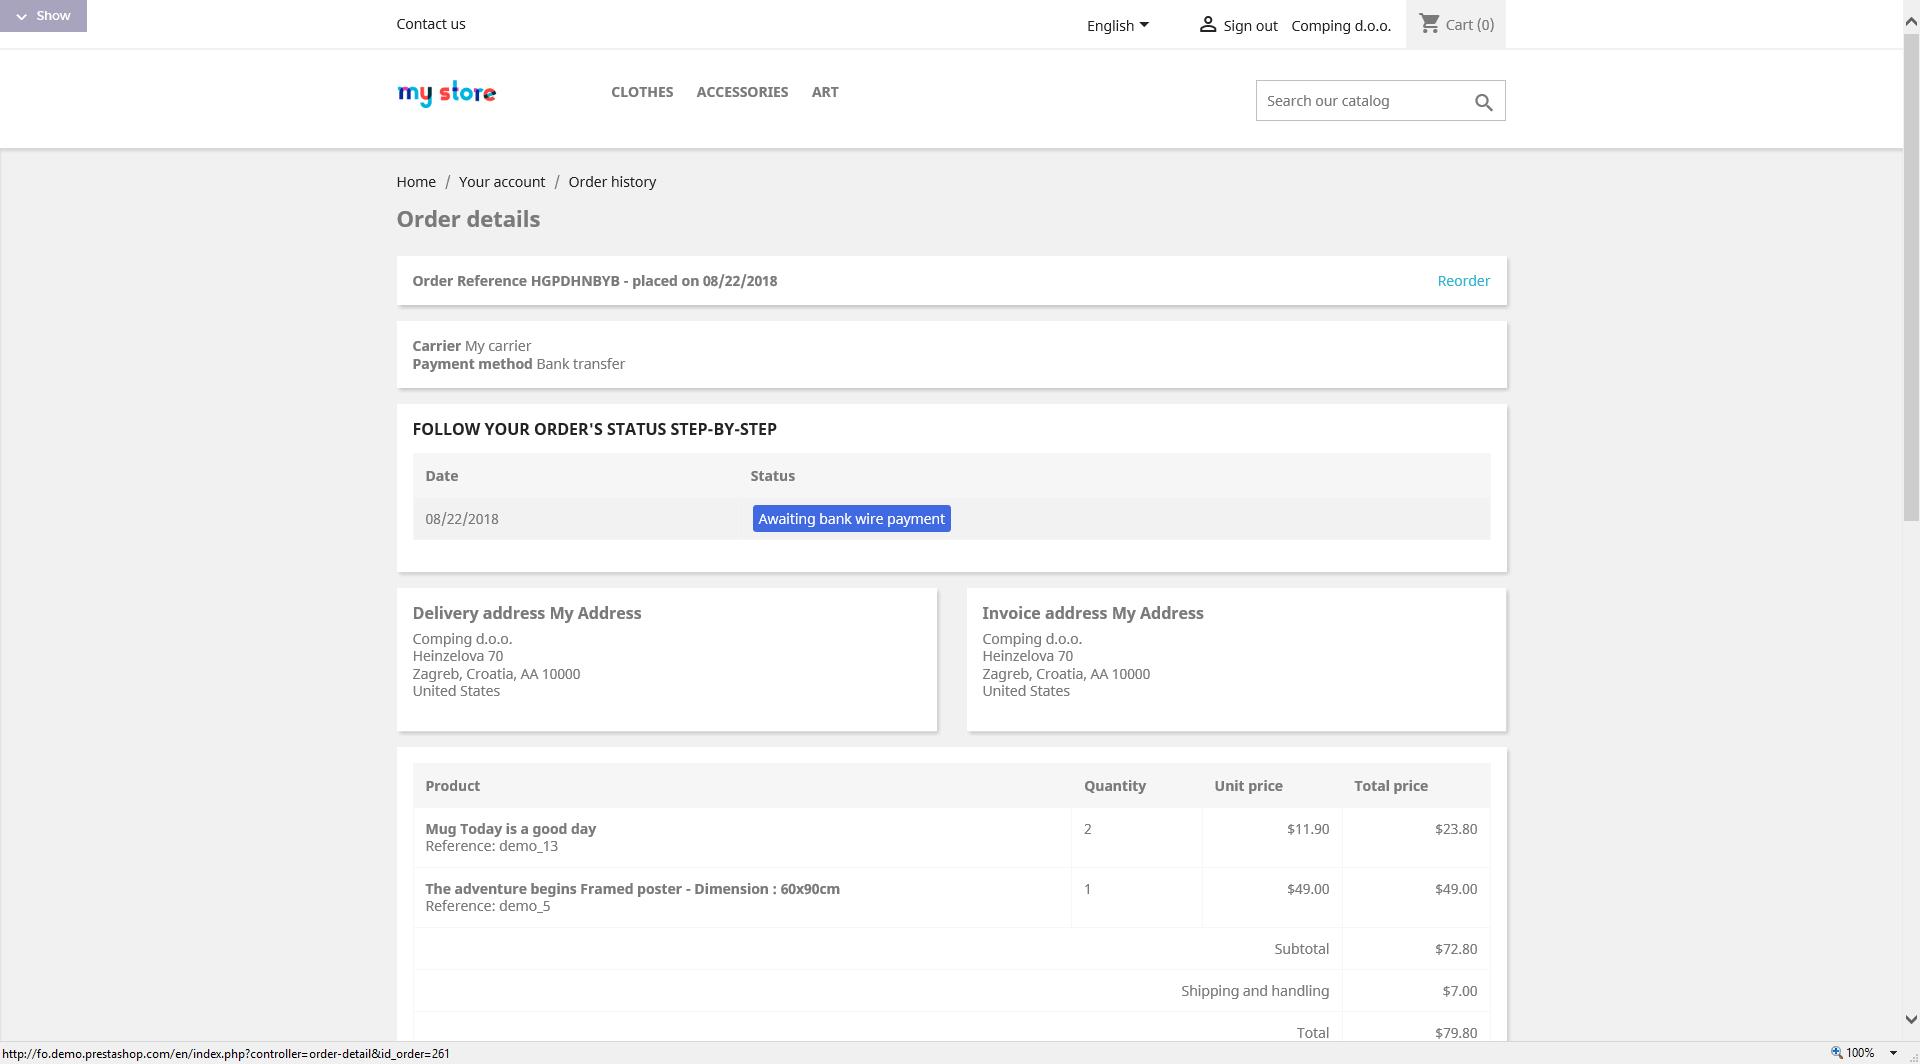 Show
Contact us
English
Sign out
Comping d.o.o.
Cart (0)
my store
CLOTHES
ACCESSORIES
ART
Search our catalog
Home / Your account / Order history
Order details
Order Reference HGPDHNBYB - placed on 08/22/2018
Reorder
Carrier My carrier
Payment method Bank transfer
FOLLOW YOUR ORDER'S STATUS STEP-BY-STEP
Date Status
08/22/2018 Awaiting bank wire payment
Delivery address My Address
Comping d.o.o.
Heinzelova 70
Zagreb, Croatia, AA 10000
United States
Invoice address My Address
Comping d.o.o.
Heinzelova 70
Zagreb, Croatia, AA 10000
United States
Product Quantity Unit price Total price
Mug Today is a good day 2 $11.90 $23.80
Reference: demo_13
The adventure begins Framed poster - Dimension : 60x90cm 1 $49.00 $49.00
Reference: demo_5
Subtotal $72.80
Shipping and handling $7.00
Total $79.80
http://fo.demo.prestashop.com/en/index.php?controller=order-detail&id_order=261
100%